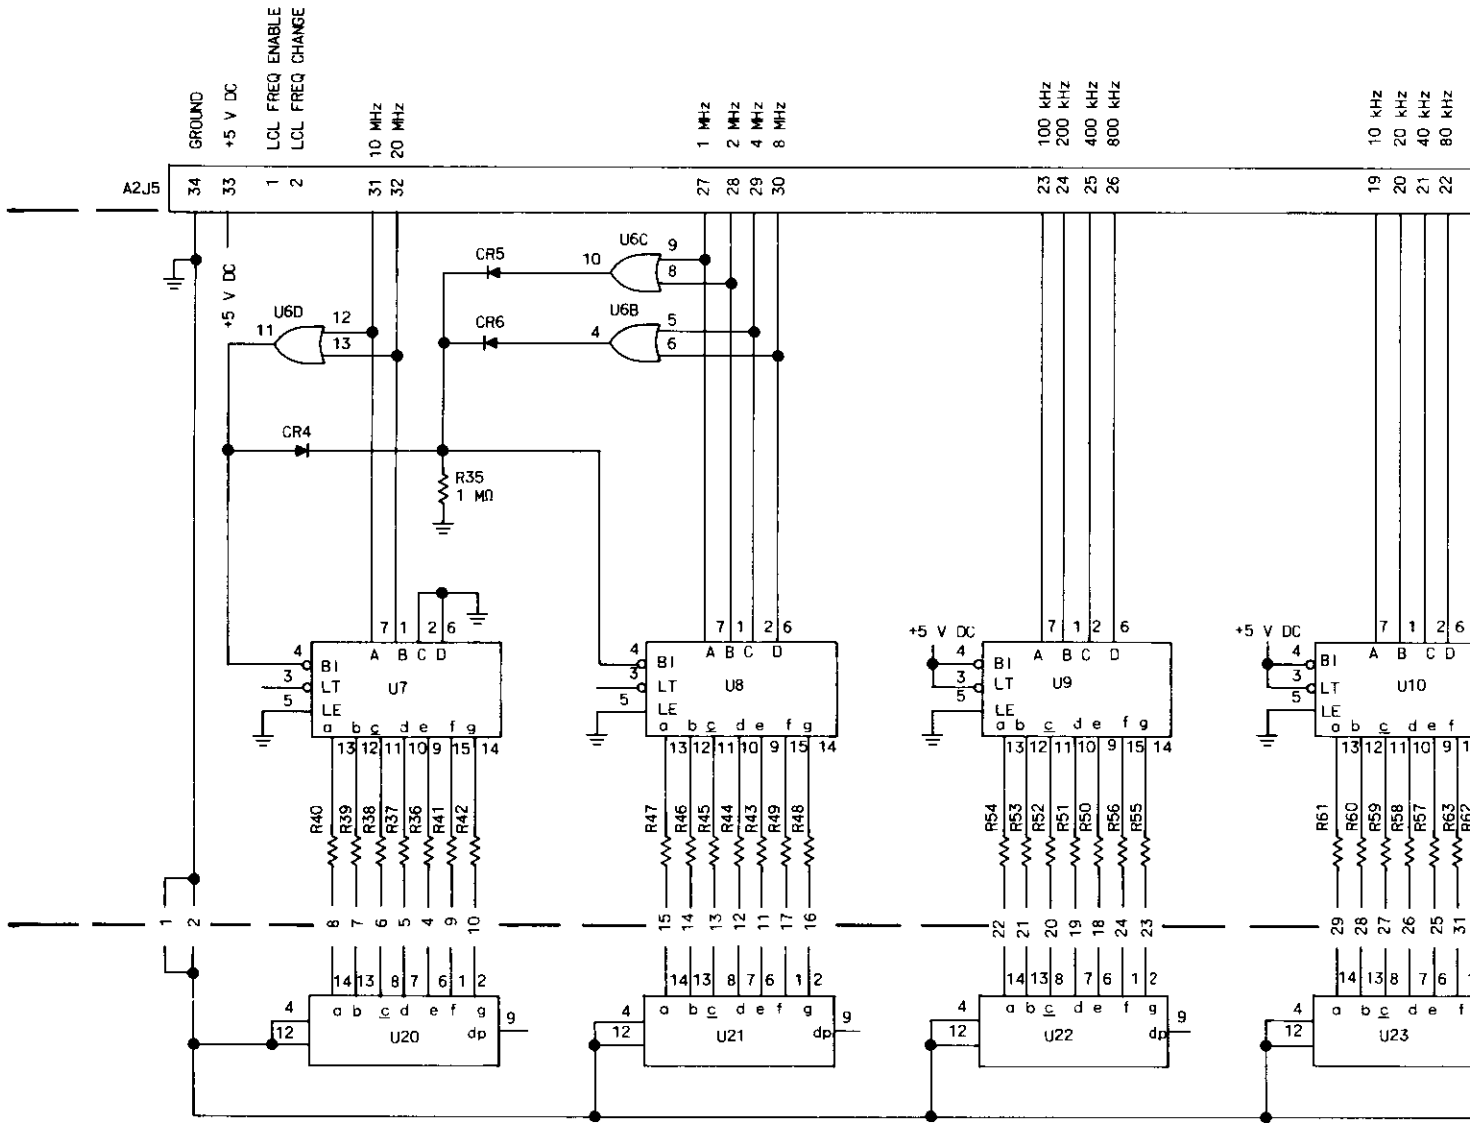 GROUND
+5 V DC
LCL FREQ ENABLE
LCL FREQ CHANGE
10 MHz
20 MHz
1 MHz
2 MHz
4 MHz
8 MHz
100 kHz
200 kHz
400 kHz
800 kHz
10 kHz
20 kHz
40 kHz
80 kHz
A2J5 34 33 1 2 31 32 27 28 29 30 23 24 25 26 19 20 21 22
+5 V DC
U6D 11 12 13
CR5 10 U6C 9 8
CR6 4 U6B 5 6
CR4
R35
1 MΩ
7 1 2 6
4 3 5
A B C D
BI
LT U7
LE
a b c d e f g
13 12 11 10 9 15 14
7 1 2 6
4 3 5
A B C D
BI
LT U8
LE
a b c d e f g
13 12 11 10 9 15 14
+5 V DC
7 1 2 6
4 3 5
A B C D
BI
LT U9
LE
a b c d e f g
13 12 11 10 9 15 14
+5 V DC
7 1 2 6
4 3 5
A B C D
BI
LT U10
LE
a b c d e f
13 12 11 10 9 1
R40 R39 R38 R37 R36 R41 R42
R47 R46 R45 R44 R43 R49 R48
R54 R53 R52 R51 R50 R56 R55
R61 R60 R59 R58 R57 R63 R62
1 2 8 7 6 5 4 9 10 15 14 13 12 11 17 16 22 21 20 19 18 24 23 29 28 27 26 25 31
14 13 8 7 6 1 2
4 12
a b c d e f g
U20 dp 9
14 13 8 7 6 1 2
4 12
a b c d e f g
U21 dp 9
14 13 8 7 6 1 2
4 12
a b c d e f g
U22 dp 9
14 13 8 7 6 1
4 12
a b c d e f
U23